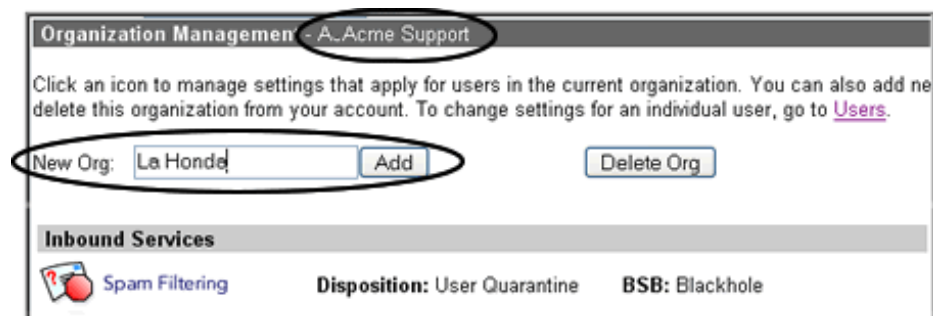 Organization Management - A_Acme Support
Click an icon to manage settings that apply for users in the current organization. You can also add ne
delete this organization from your account. To change settings for an individual user, go to Users.
New Org: La Honda Add Delete Org
Inbound Services
Spam Filtering Disposition: User Quarantine BSB: Blackhole